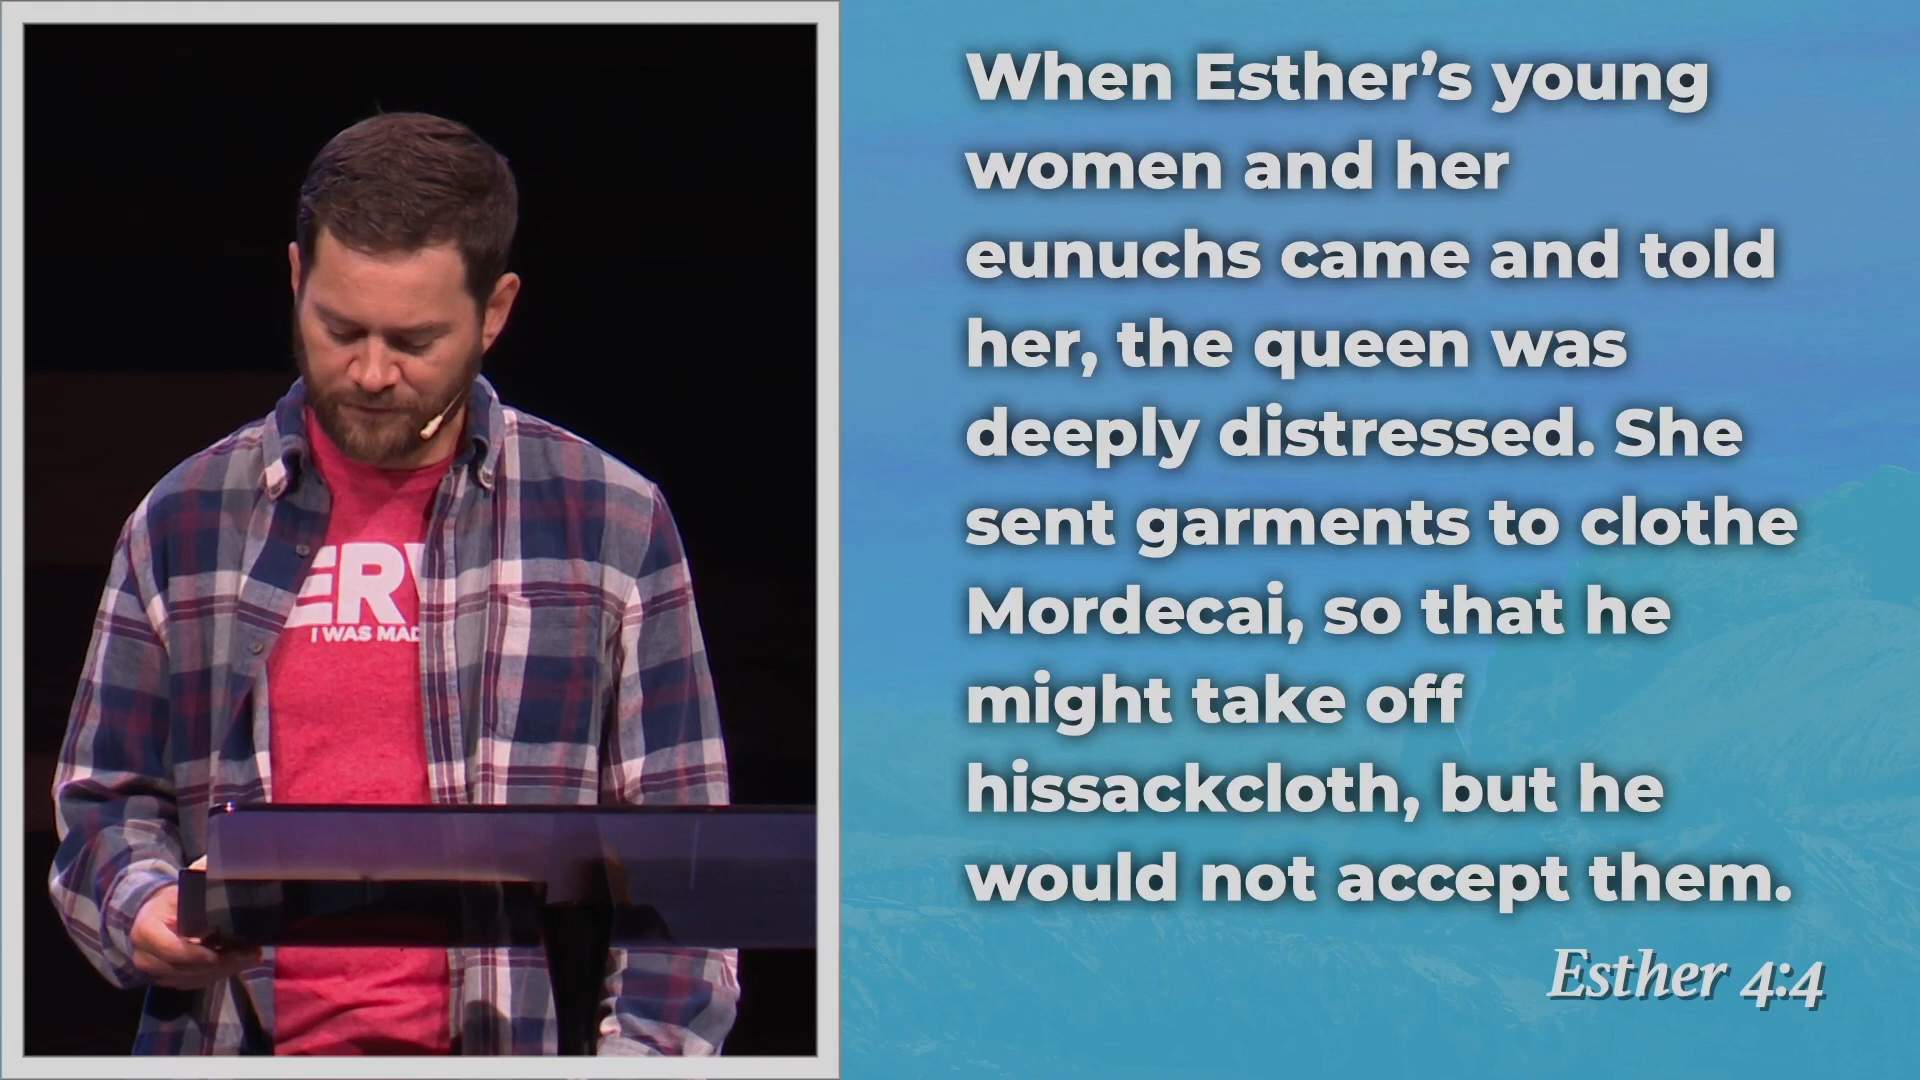 ERV
I WAS MAD
When Esther’s young
women and her
eunuchs came and told
her, the queen was
deeply distressed. She
sent garments to clothe
Mordecai, so that he
might take off
hissackcloth, but he
would not accept them.
Esther 4:4